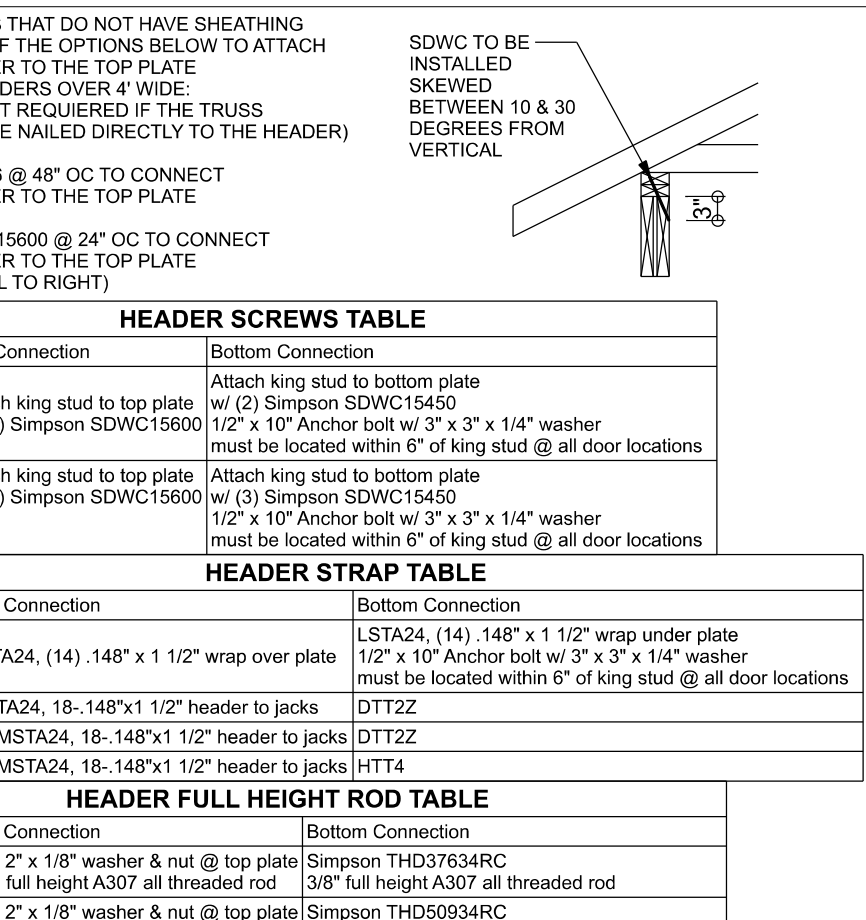 THAT DO NOT HAVE SHEATHING
F THE OPTIONS BELOW TO ATTACH
ER TO THE TOP PLATE
DERS OVER 4' WIDE:
T REQUIERED IF THE TRUSS
E NAILED DIRECTLY TO THE HEADER)
@ 48" OC TO CONNECT
ER TO THE TOP PLATE
15600 @ 24" OC TO CONNECT
ER TO THE TOP PLATE
L TO RIGHT)
SDWC TO BE
INSTALLED
SKEWED
BETWEEN 10 & 30
DEGREES FROM
VERTICAL
3"
HEADER SCREWS TABLE
Connection
Bottom Connection
h king stud to top plate
) Simpson SDWC15600
Attach king stud to bottom plate
w/ (2) Simpson SDWC15450
1/2" x 10" Anchor bolt w/ 3" x 3" x 1/4" washer
must be located within 6" of king stud @ all door locations
h king stud to top plate
) Simpson SDWC15600
Attach king stud to bottom plate
w/ (3) Simpson SDWC15450
1/2" x 10" Anchor bolt w/ 3" x 3" x 1/4" washer
must be located within 6" of king stud @ all door locations
HEADER STRAP TABLE
Connection
Bottom Connection
TA24, (14) .148" x 1 1/2" wrap over plate
LSTA24, (14) .148" x 1 1/2" wrap under plate
1/2" x 10" Anchor bolt w/ 3" x 3" x 1/4" washer
must be located within 6" of king stud @ all door locations
TA24, 18-.148"x1 1/2" header to jacks
DTT2Z
MSTA24, 18-.148"x1 1/2" header to jacks
DTT2Z
MSTA24, 18-.148"x1 1/2" header to jacks
HTT4
HEADER FULL HEIGHT ROD TABLE
Connection
Bottom Connection
2" x 1/8" washer & nut @ top plate
full height A307 all threaded rod
Simpson THD37634RC
3/8" full height A307 all threaded rod
2" x 1/8" washer & nut @ top plate
Simpson THD50934RC